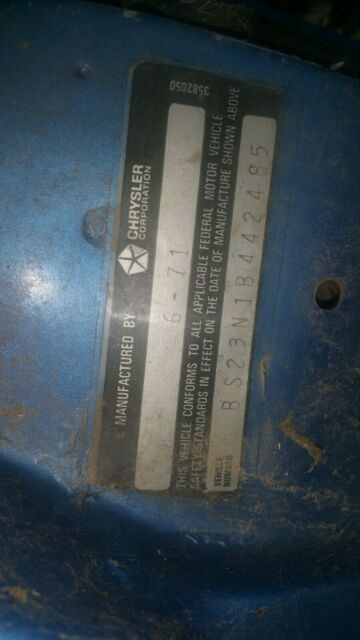 3582050
MANUFACTURED BY CHRYSLER
CORPORATION
6-71
THIS VEHICLE CONFORMS TO ALL APPLICABLE FEDERAL MOTOR VEHICLE
SAFETY STANDARDS IN EFFECT ON THE DATE OF MANUFACTURE SHOWN ABOVE
VEHICLE
NUMBER
BS23N1B442485